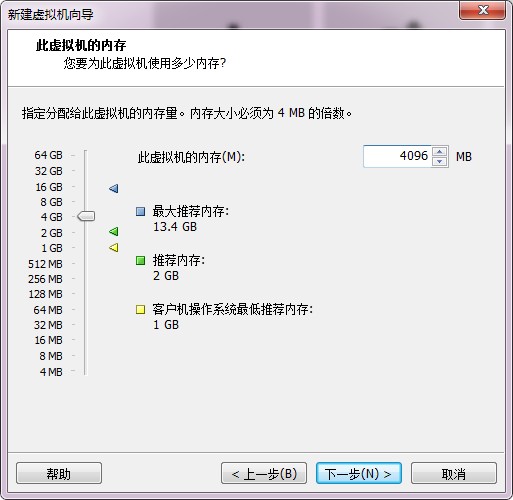 新建虚拟机向导
此虚拟机的内存
您要为此虚拟机使用多少内存?
指定分配给此虚拟机的内存量。内存大小必须为 4 MB 的倍数。
此虚拟机的内存(M):
4096
MB
64 GB
32 GB
16 GB
8 GB
4 GB
2 GB
1 GB
512 MB
256 MB
128 MB
64 MB
32 MB
16 MB
8 MB
4 MB
最大推荐内存:
13.4 GB
推荐内存:
2 GB
客户机操作系统最低推荐内存:
1 GB
帮助
< 上一步(B)
下一步(N) >
取消